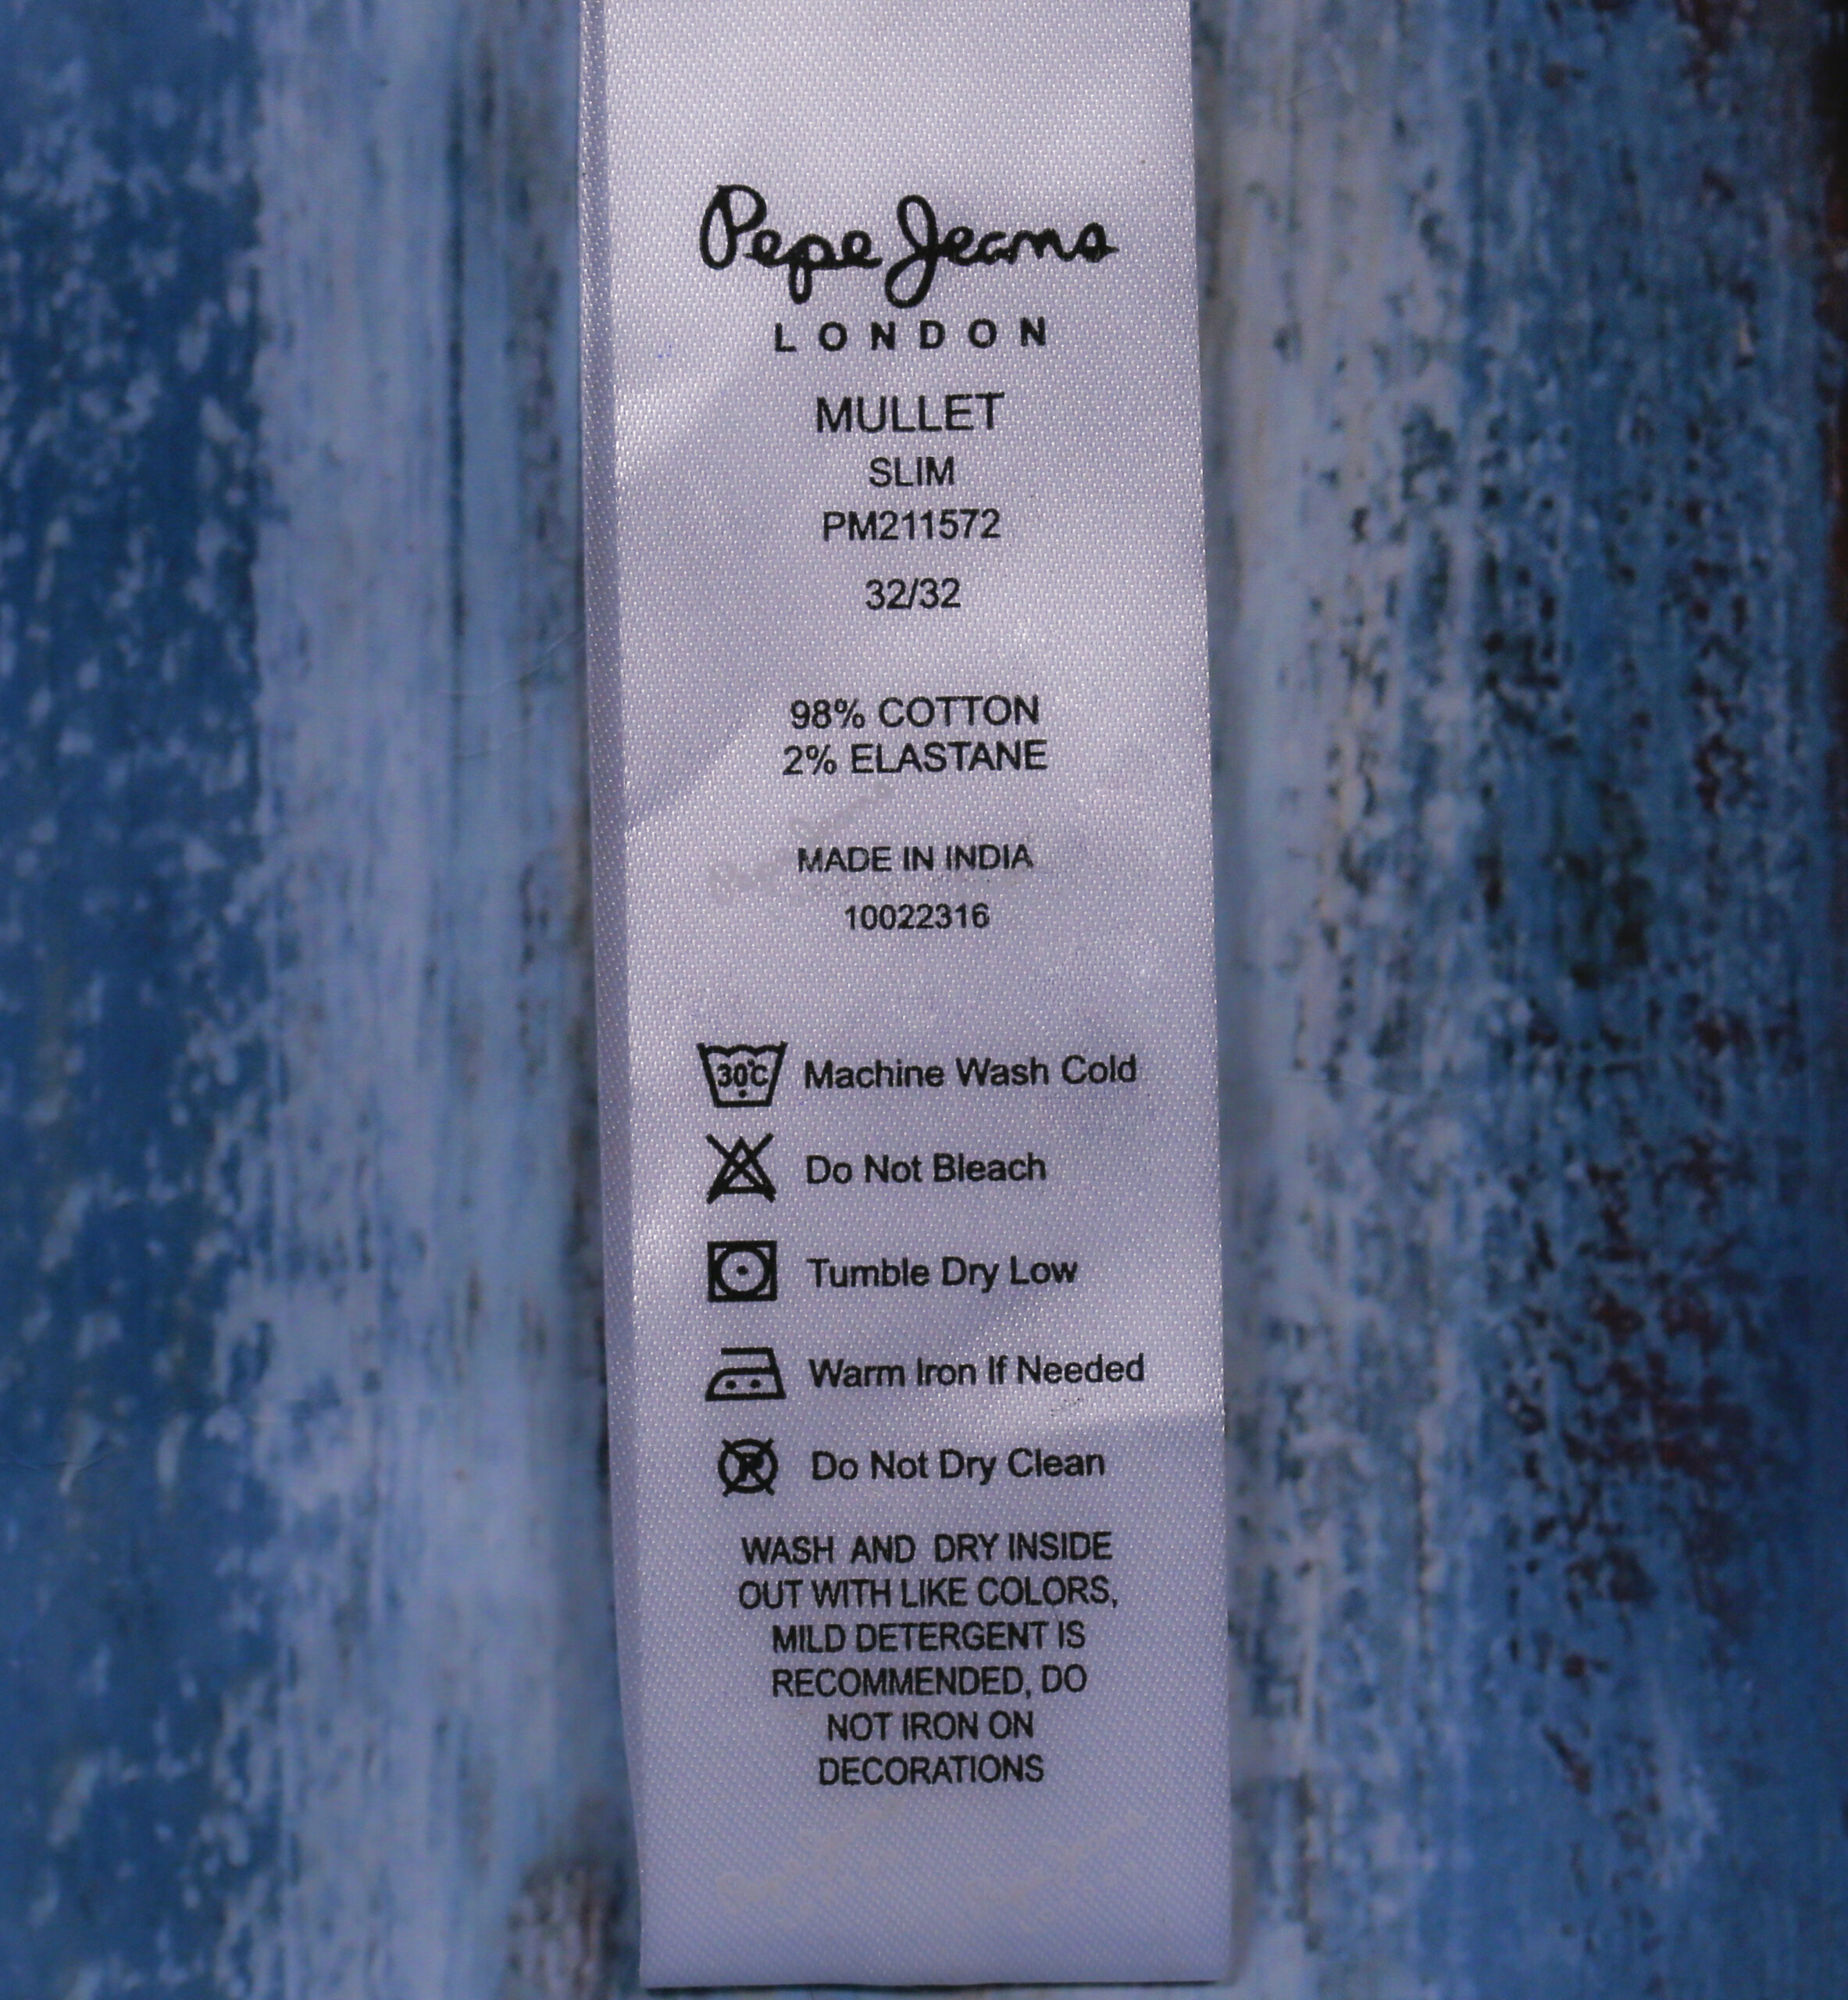 Pepe Jeans
LONDON
MULLET
SLIM
PM211572
32/32
98% COTTON
2% ELASTANE
MADE IN INDIA
10022316
30°C Machine Wash Cold
Do Not Bleach
Tumble Dry Low
Warm Iron If Needed
P Do Not Dry Clean
WASH AND DRY INSIDE
OUT WITH LIKE COLORS,
MILD DETERGENT IS
RECOMMENDED, DO
NOT IRON ON
DECORATIONS